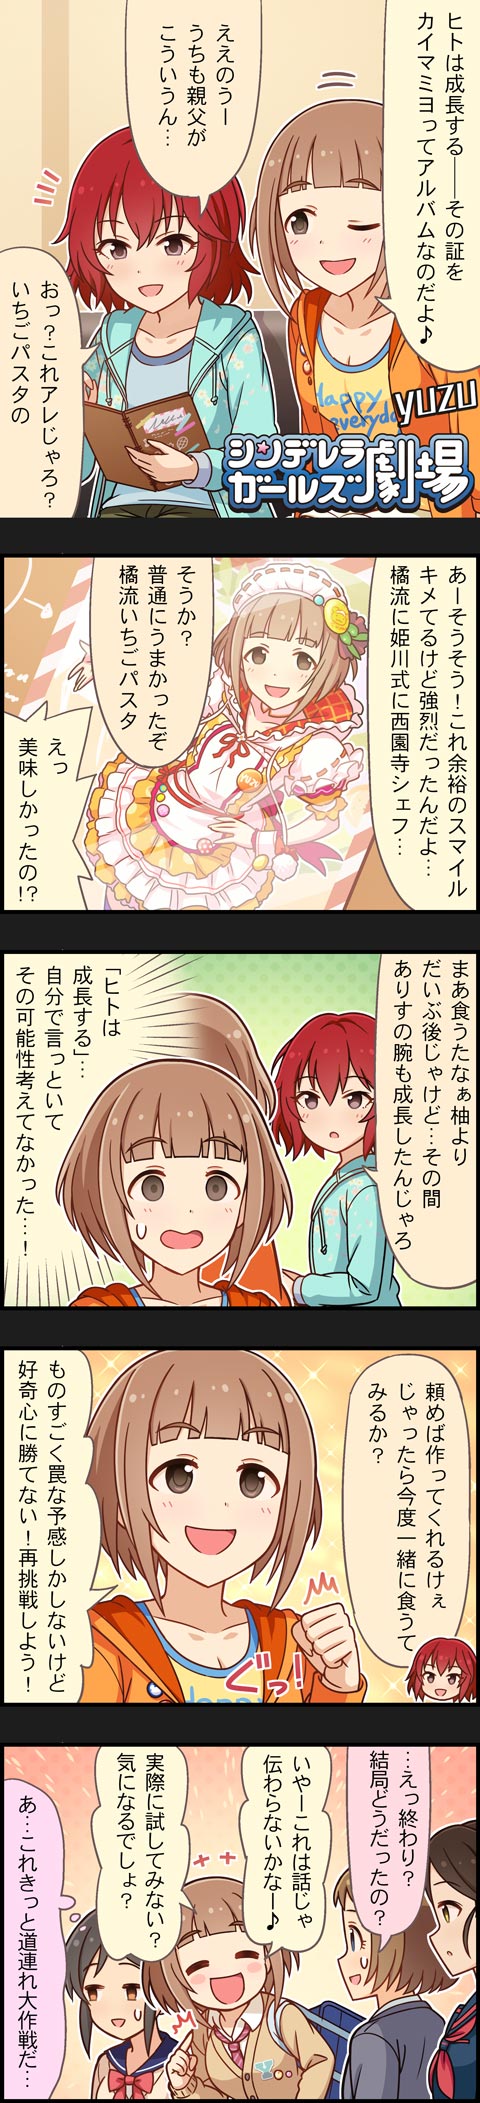 ヒトは成長する――その証を
カイマミヨってアルバムなのだよ♪
ええのうー
うちも親父が
こういうん…
おっ？これアレじゃろ？
いちごパスタの
Happy
everyday
yuzu
シンデレラ
ガールズ劇場
あーそうそう！これ余裕のスマイル
キメてるけど強烈だったんだよ…
橘流に姫川式に西園寺シェフ…
そうか？
普通にうまかったぞ
橘流いちごパスタ
えっ
美味しかったの!?
まあ食うたなぁ柚より
だいぶ後じゃけど…その間
ありすの腕も成長したんじゃろ
「ヒトは
成長する」…
自分で言っといて
その可能性考えてなかった…！
頼めば作ってくれるけぇ
じゃったら今度一緒に食うて
みるか？
ぐっ!
ものすごく罠な予感しかしないけど
好奇心に勝てない！再挑戦しよう！
…えっ終わり？
結局どうだったの？
いやーこれは話じゃ
伝わらないかなー♪
実際に試してみない？
気になるでしょ？
あ…これきっと道連れ大作戦だ…